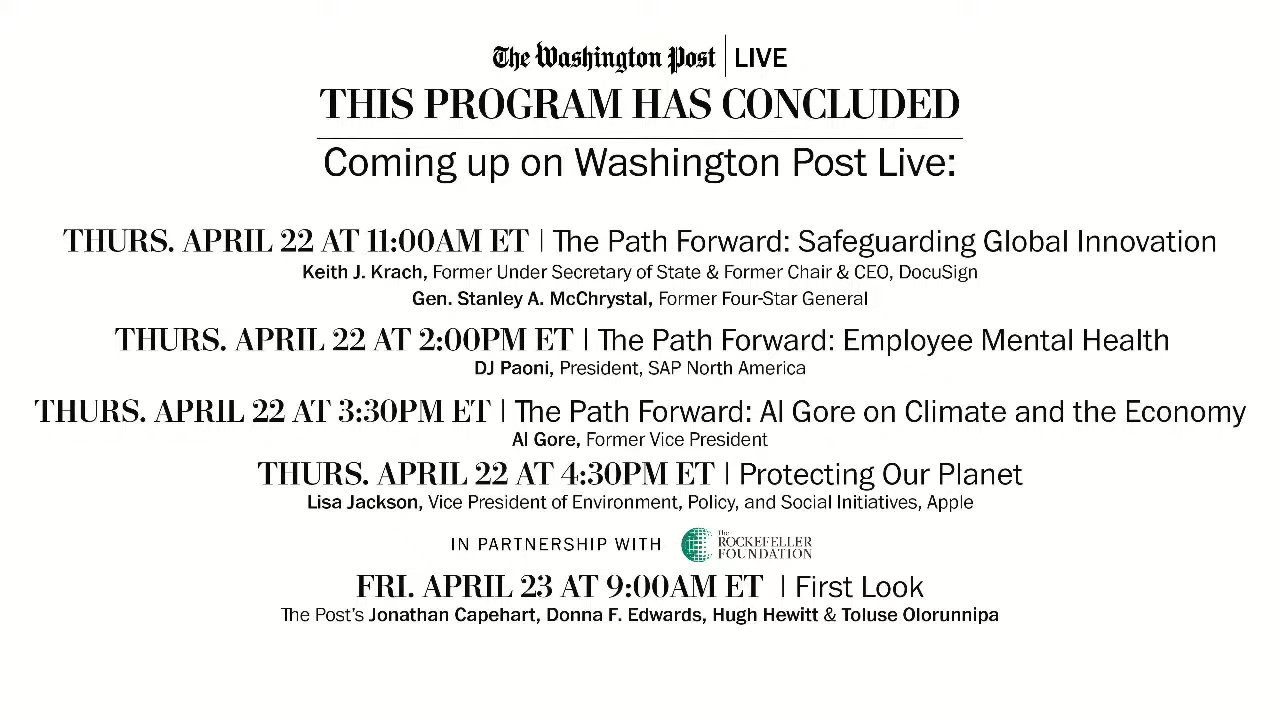 The Washington Post | LIVE
THIS PROGRAM HAS CONCLUDED
Coming up on Washington Post Live:
THURS. APRIL 22 AT 11:00AM ET | The Path Forward: Safeguarding Global Innovation
Keith J. Krach, Former Under Secretary of State & Former Chair & CEO, DocuSign
Gen. Stanley A. McChrystal, Former Four-Star General
THURS. APRIL 22 AT 2:00PM ET | The Path Forward: Employee Mental Health
DJ Paoni, President, SAP North America
THURS. APRIL 22 AT 3:30PM ET | The Path Forward: Al Gore on Climate and the Economy
Al Gore, Former Vice President
THURS. APRIL 22 AT 4:30PM ET | Protecting Our Planet
Lisa Jackson, Vice President of Environment, Policy, and Social Initiatives, Apple
IN PARTNERSHIP WITH The ROCKEFELLER FOUNDATION
FRI. APRIL 23 AT 9:00AM ET | First Look
The Post's Jonathan Capehart, Donna F. Edwards, Hugh Hewitt & Toluse Olorunnipa